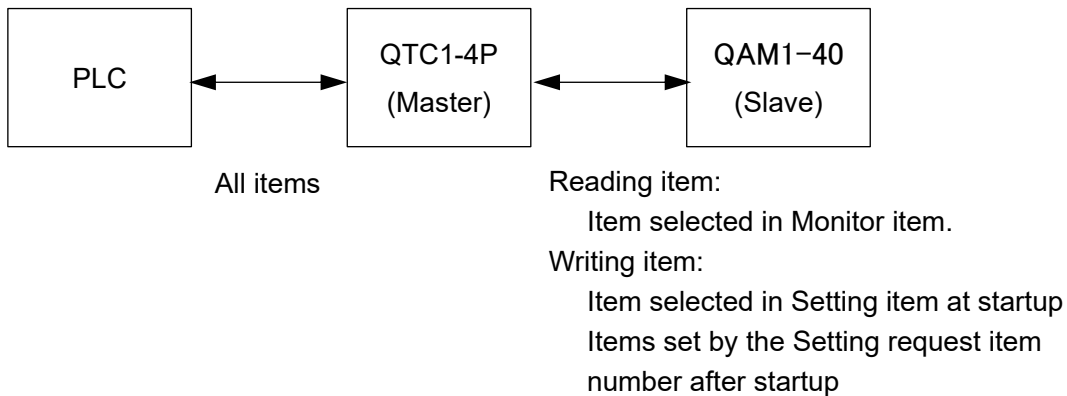 PLC
QTC1-4P
(Master)
QAM1-40
(Slave)
All items
Reading item:
Item selected in Monitor item.
Writing item:
Item selected in Setting item at startup
Items set by the Setting request item
number after startup